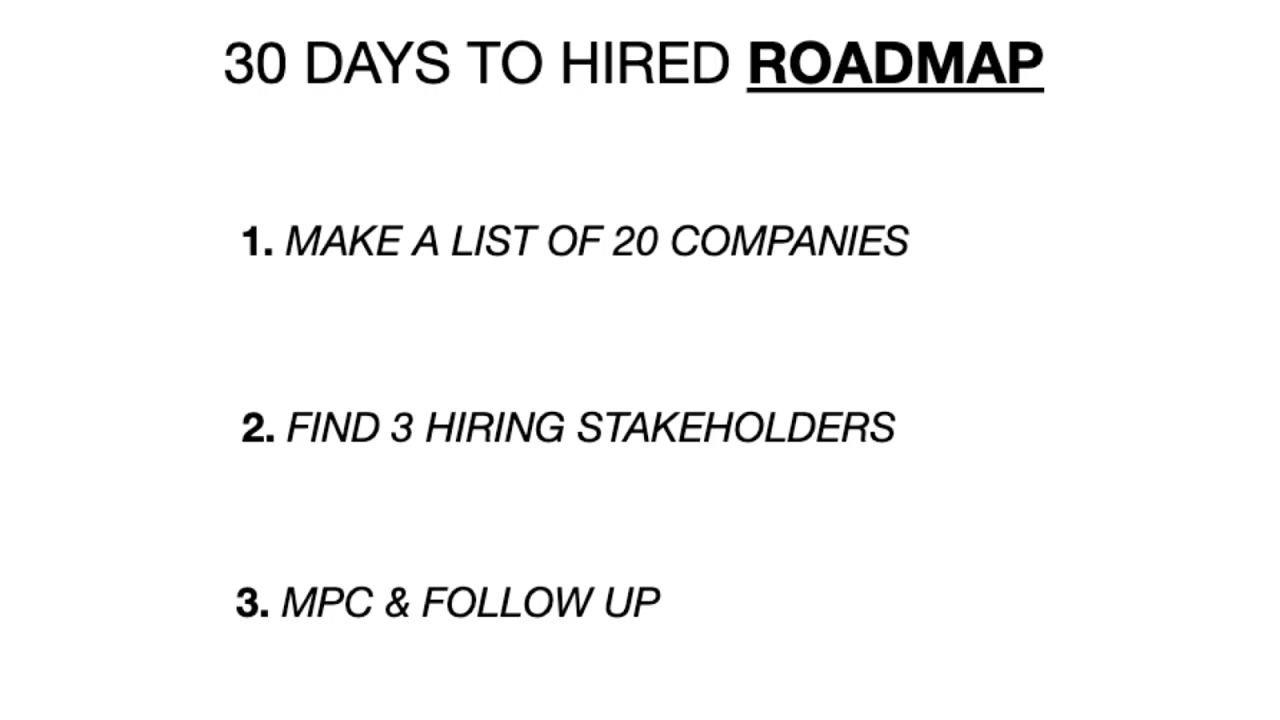 30 DAYS TO HIRED ROADMAP
1. MAKE A LIST OF 20 COMPANIES
2. FIND 3 HIRING STAKEHOLDERS
3. MPC & FOLLOW UP